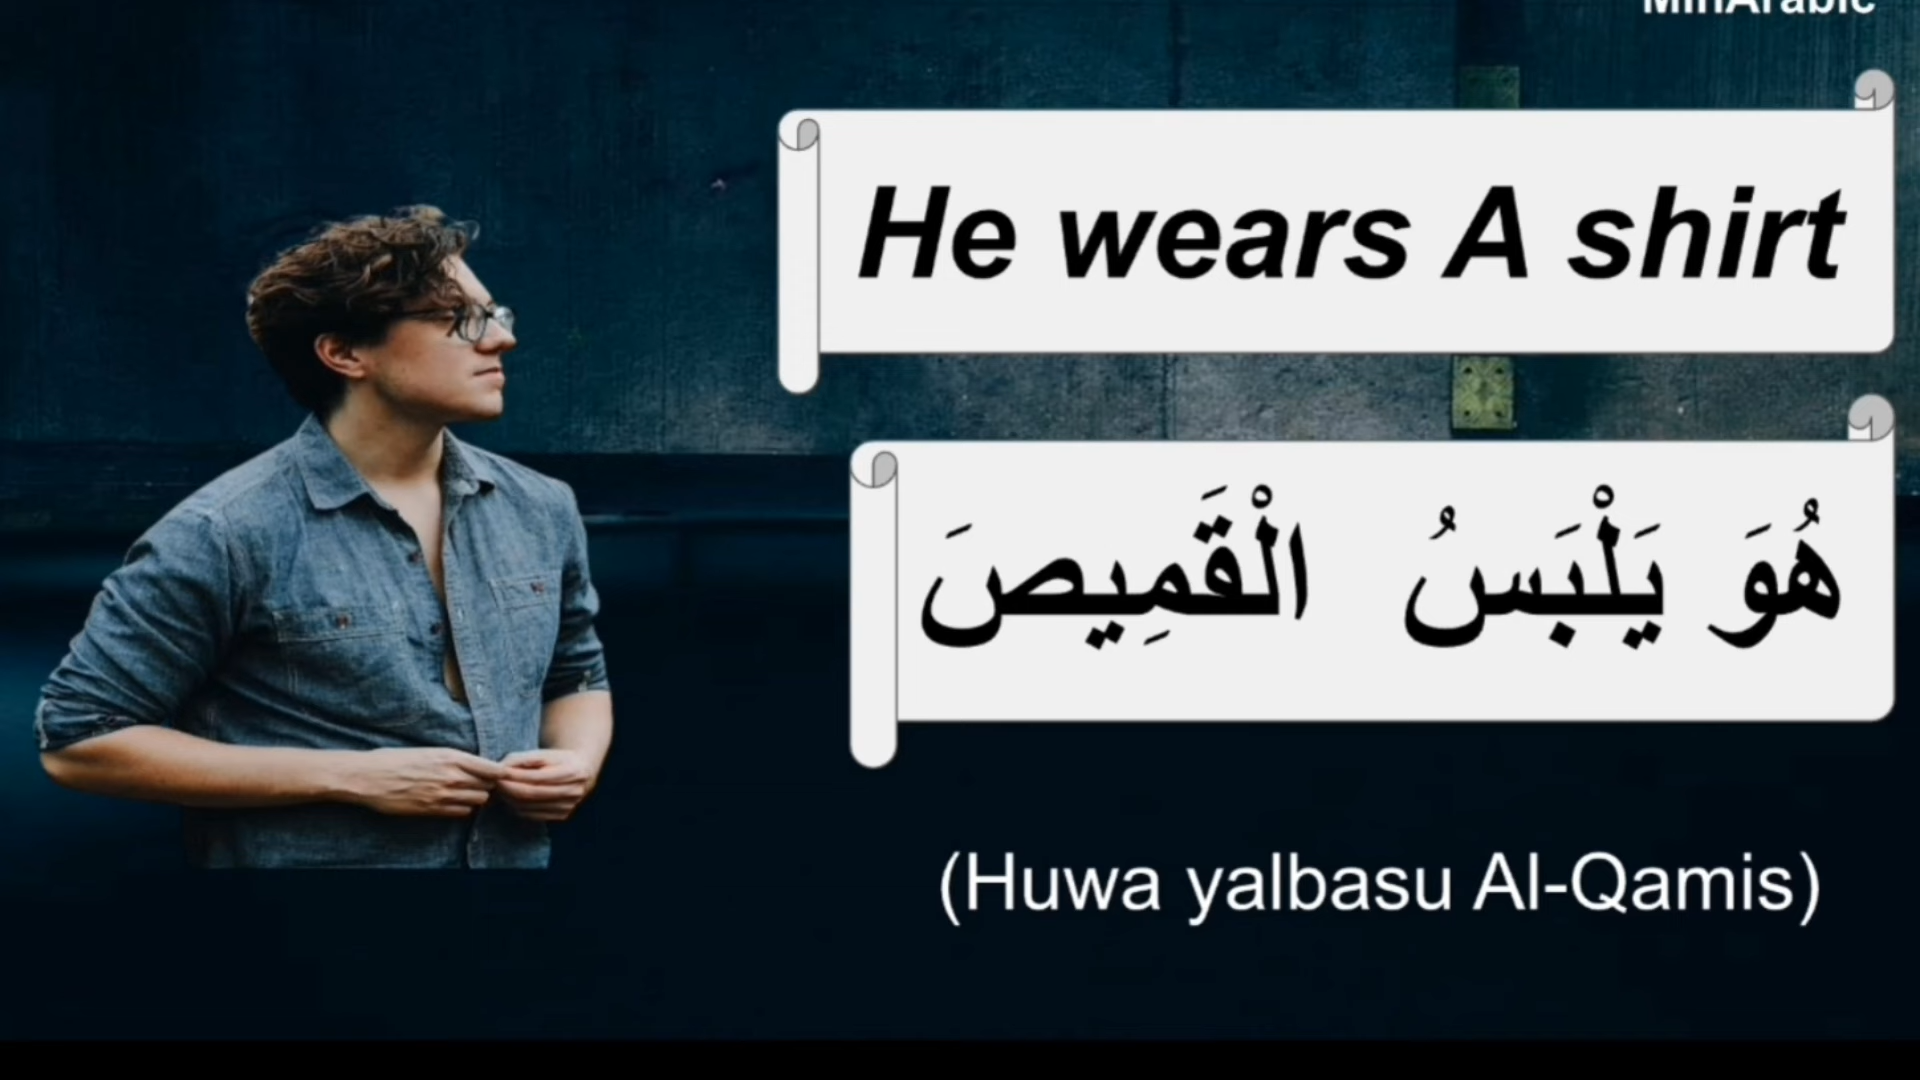 He wears A shirt
هُوَ يَلْبَسُ الْقَمِيصَ
(Huwa yalbasu Al-Qamis)